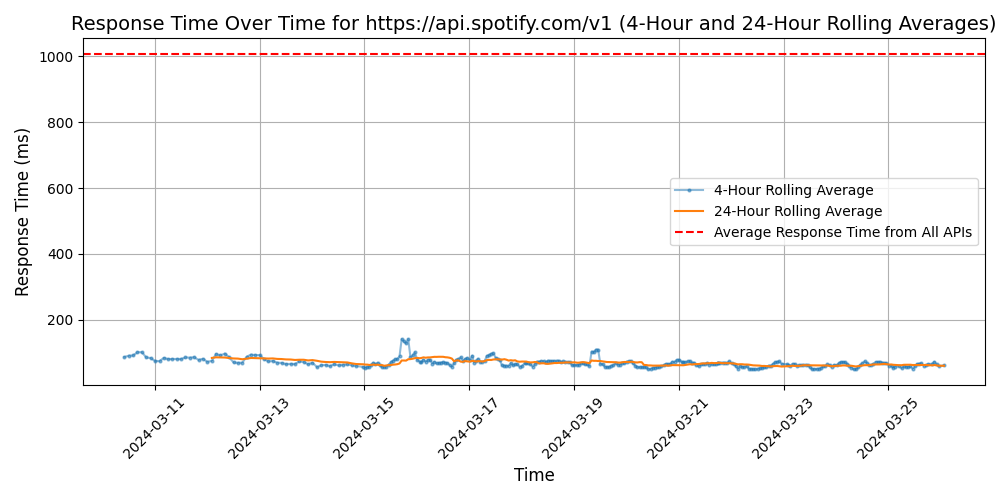 Response Time Over Time for https://api.spotify.com/v1 (4-Hour and 24-Hour Rolling Averages)
Response Time (ms)
1000
800
600
400
200
4-Hour Rolling Average
24-Hour Rolling Average
Average Response Time from All APIs
2024-03-11
2024-03-13
2024-03-15
2024-03-17
2024-03-19
2024-03-21
2024-03-23
2024-03-25
Time